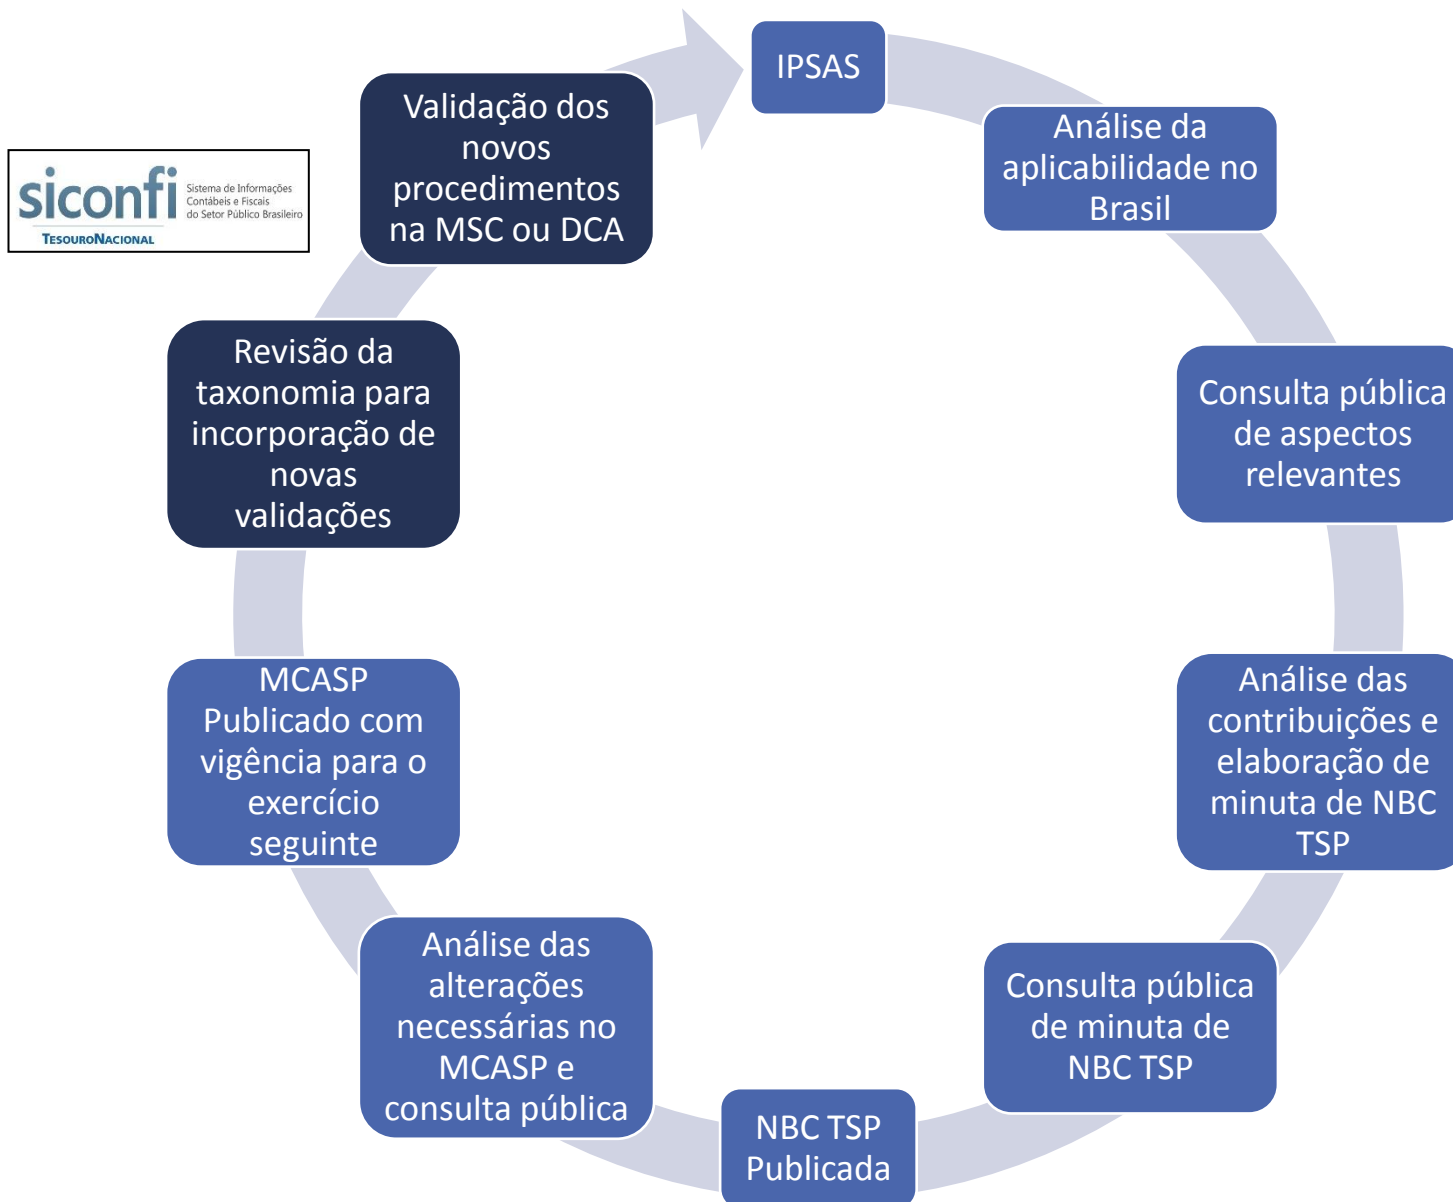 IPSAS
Análise da
aplicabilidade no
Brasil
Consulta pública
de aspectos
relevantes
Análise das
contribuições e
elaboração de
minuta de NBC
TSP
Consulta pública
de minuta de
NBC TSP
NBC TSP
Publicada
Análise das
alterações
necessárias no
MCASP e
consulta pública
MCASP
Publicado com
vigência para o
exercício
seguinte
Revisão da
taxonomia para
incorporação de
novas
validações
Validação dos
novos
procedimentos
na MSC ou DCA
siconfi
Sistema de Informações
Contábeis e Fiscais
do Setor Público Brasileiro
TESOURONACIONAL